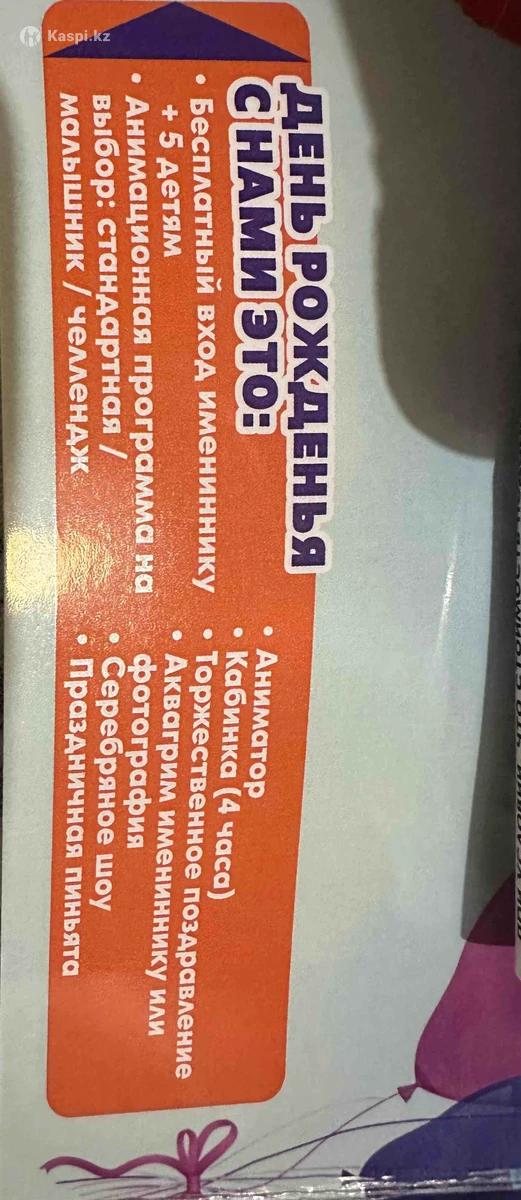 Kaspi.kz
ДЕНЬ РОЖДЕНЬЯ
С НАМИ ЭТО:
• Бесплатный вход имениннику
+ 5 детям
• Анимационная программа на
выбор: стандартная /
малышник / челлендж
• Аниматор
• Кабинка (4 часа)
• Торжественное поздравление
• Аквагрим имениннику или
фотография
• Серебряное шоу
• Праздничная пиньята